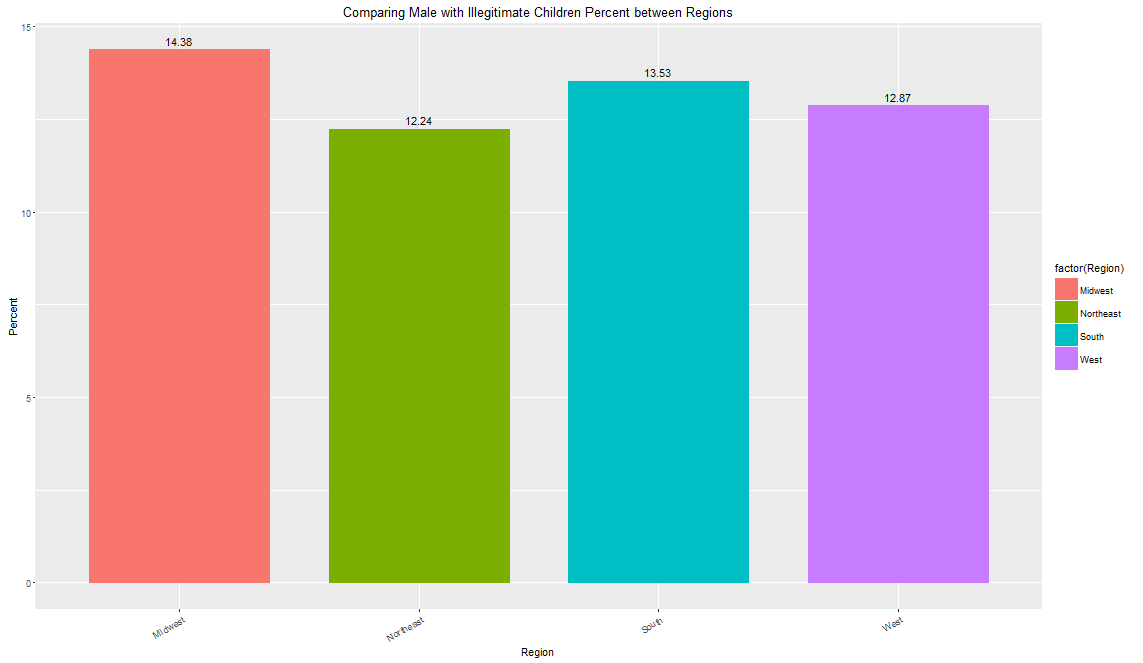 Comparing Male with Illegitimate Children Percent between Regions
15
10
5
0
Percent
14.38
12.24
13.53
12.87
Midwest
Northeast
South
West
Region
factor(Region)
Midwest
Northeast
South
West